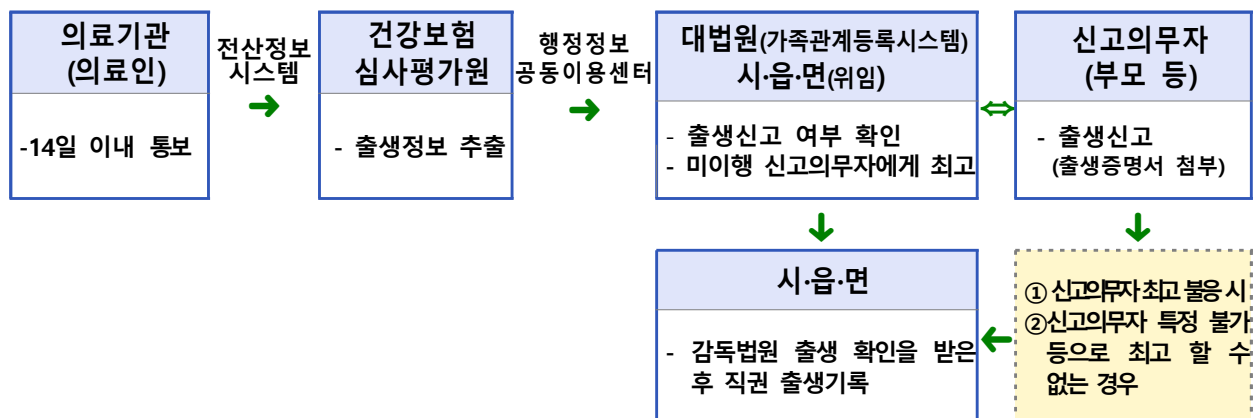 의료기관
(의료인)
-14일 이내 통보
전산정보
시스템
건강보험
심사평가원
- 출생정보 추출
행정정보
공동이용센터
대법원(가족관계등록시스템)
시·읍·면(위임)
- 출생신고 여부 확인
- 미이행 신고의무자에게 최고
신고의무자
(부모 등)
- 출생신고
(출생증명서 첨부)
시·읍·면
- 감독법원 출생 확인을 받은
후 직권 출생기록
① 신고의무자 최고 불응 시
②신고의무자 특정 불가
등으로 최고 할 수
없는 경우